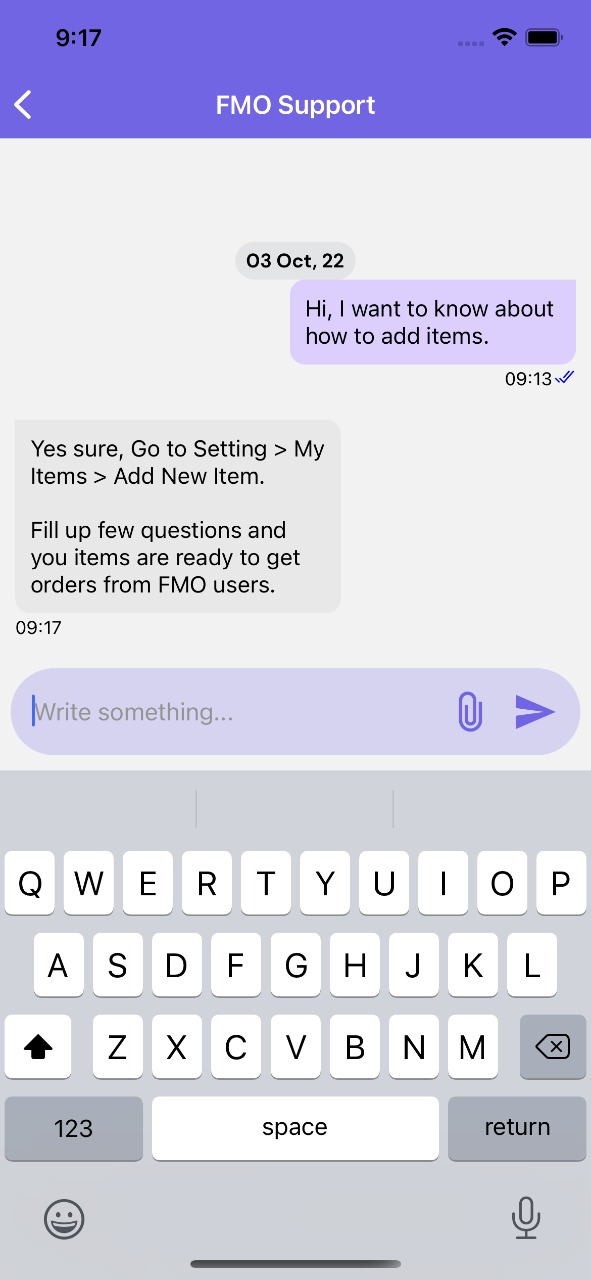 9:17
FMO Support
03 Oct, 22
Hi, I want to know about
how to add items.
09:13
Yes sure, Go to Setting > My
Items > Add New Item.
Fill up few questions and
you items are ready to get
orders from FMO users.
09:17
Write something...
Q W E R T Y U I O P
A S D F G H J K L
Z X C V B N M
123 space return